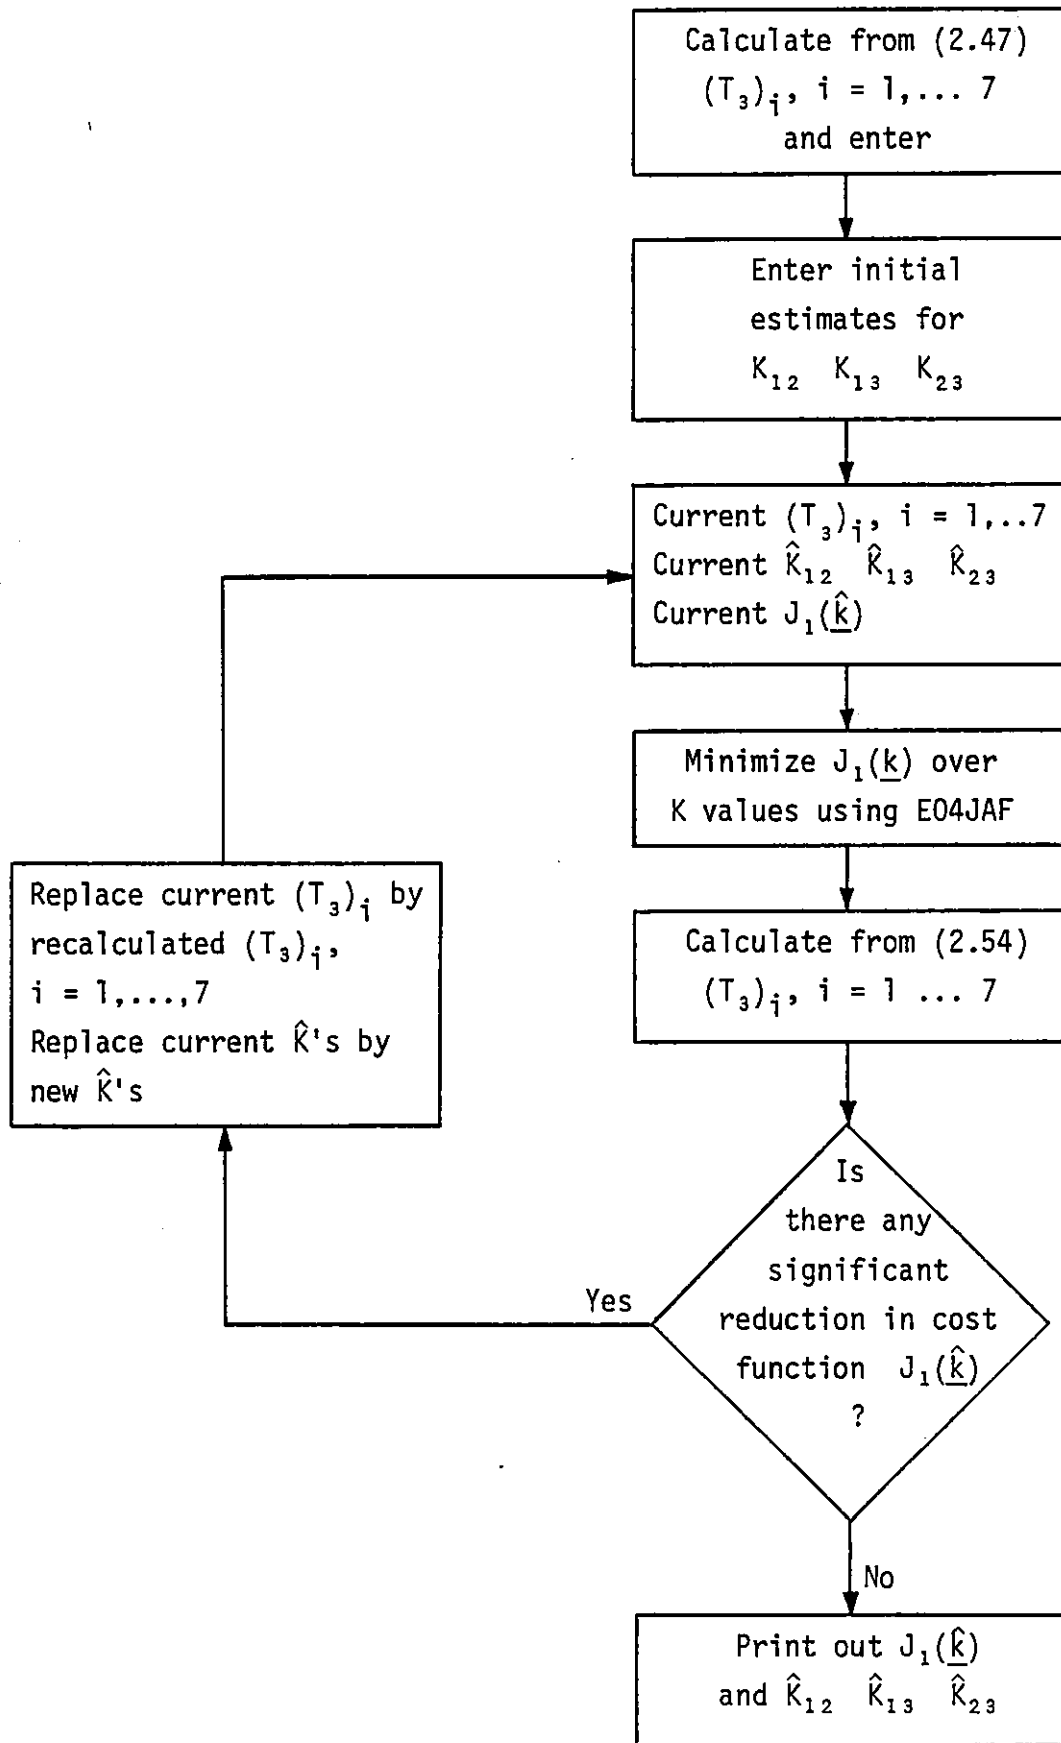 Calculate from (2.47)
(T₃)ᵢ, i = 1,... 7
and enter
Enter initial
estimates for
K₁₂ K₁₃ K₂₃
Current (T₃)ᵢ, i = 1,..7
Current K̂₁₂ K̂₁₃ K̂₂₃
Current J₁(k̲̂)
Minimize J₁(k̲) over
K values using E04JAF
Calculate from (2.54)
(T₃)ᵢ, i = 1 ... 7
Is
there any
significant
reduction in cost
function J₁(k̲̂)
?
Yes
Replace current (T₃)ᵢ by
recalculated (T₃)ᵢ,
i = 1,...,7
Replace current K̂'s by
new K̂'s
No
Print out J₁(k̲̂)
and K̂₁₂ K̂₁₃ K̂₂₃